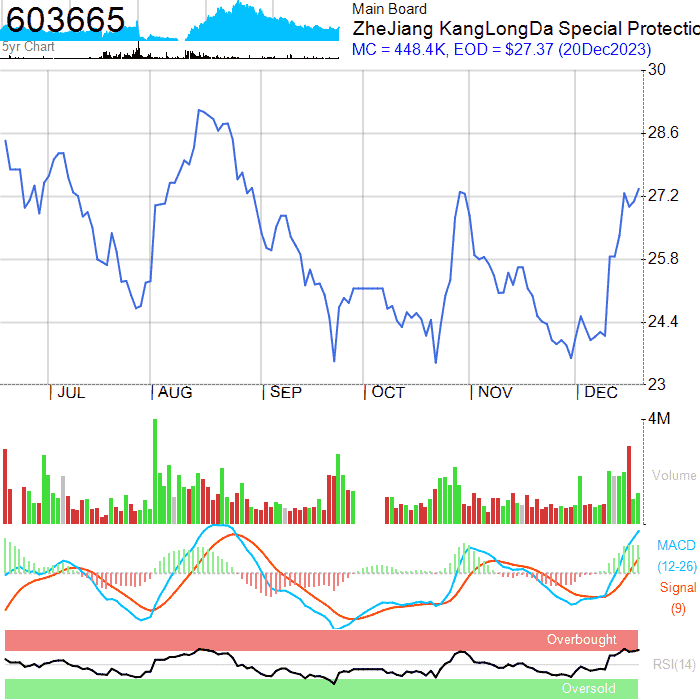 603665
5yr Chart
Main Board
ZheJiang KangLongDa Special Protectio
MC = 448.4K, EOD = $27.37 (20Dec2023)
30
28.6
27.2
25.8
24.4
23
JUL AUG SEP OCT NOV DEC
4M
Volume
MACD
(12-26)
Signal
(9)
Overbought
RSI(14)
Oversold